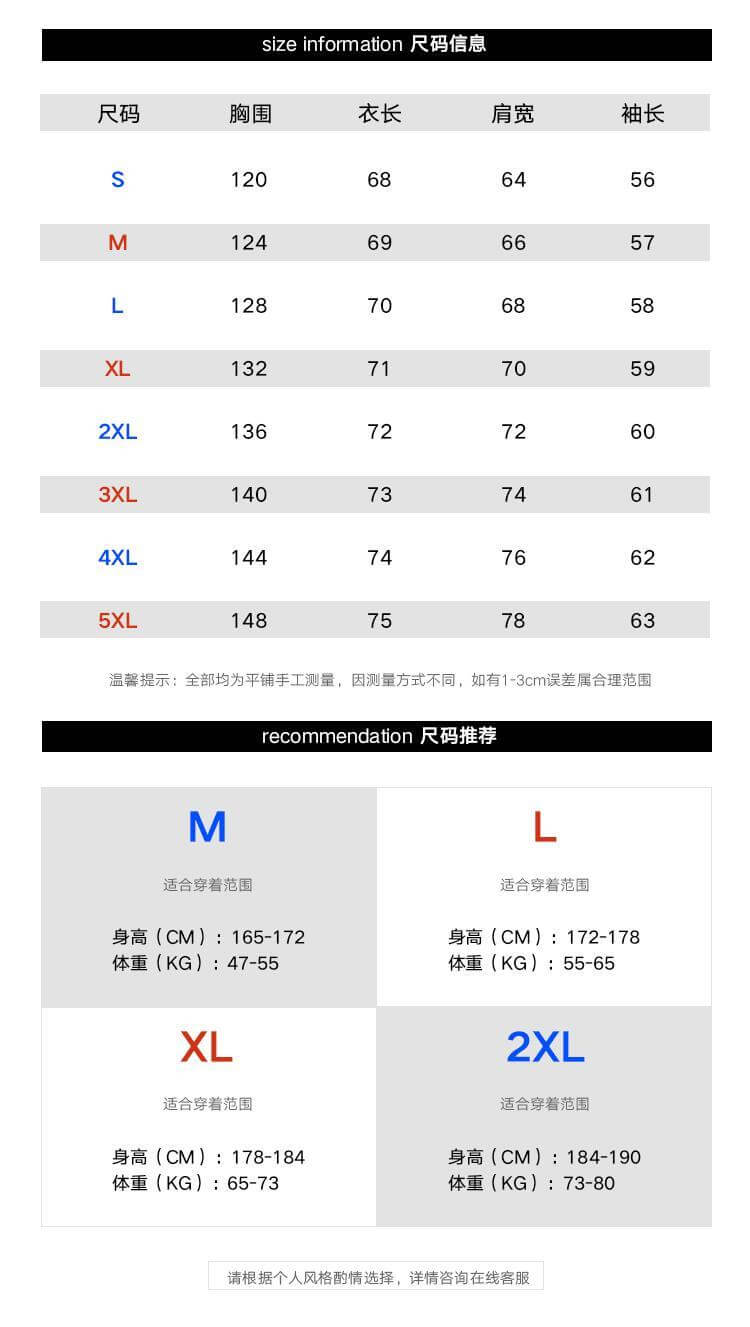 size information 尺码信息
尺码 胸围 衣长 肩宽 袖长
S 120 68 64 56
M 124 69 66 57
L 128 70 68 58
XL 132 71 70 59
2XL 136 72 72 60
3XL 140 73 74 61
4XL 144 74 76 62
5XL 148 75 78 63
温馨提示：全部均为平铺手工测量，因测量方式不同，如有1-3cm误差属合理范围
recommendation 尺码推荐
M
适合穿着范围
身高（CM）：165-172
体重（KG）：47-55
L
适合穿着范围
身高（CM）：172-178
体重（KG）：55-65
XL
适合穿着范围
身高（CM）：178-184
体重（KG）：65-73
2XL
适合穿着范围
身高（CM）：184-190
体重（KG）：73-80
请根据个人风格酌情选择，详情咨询在线客服